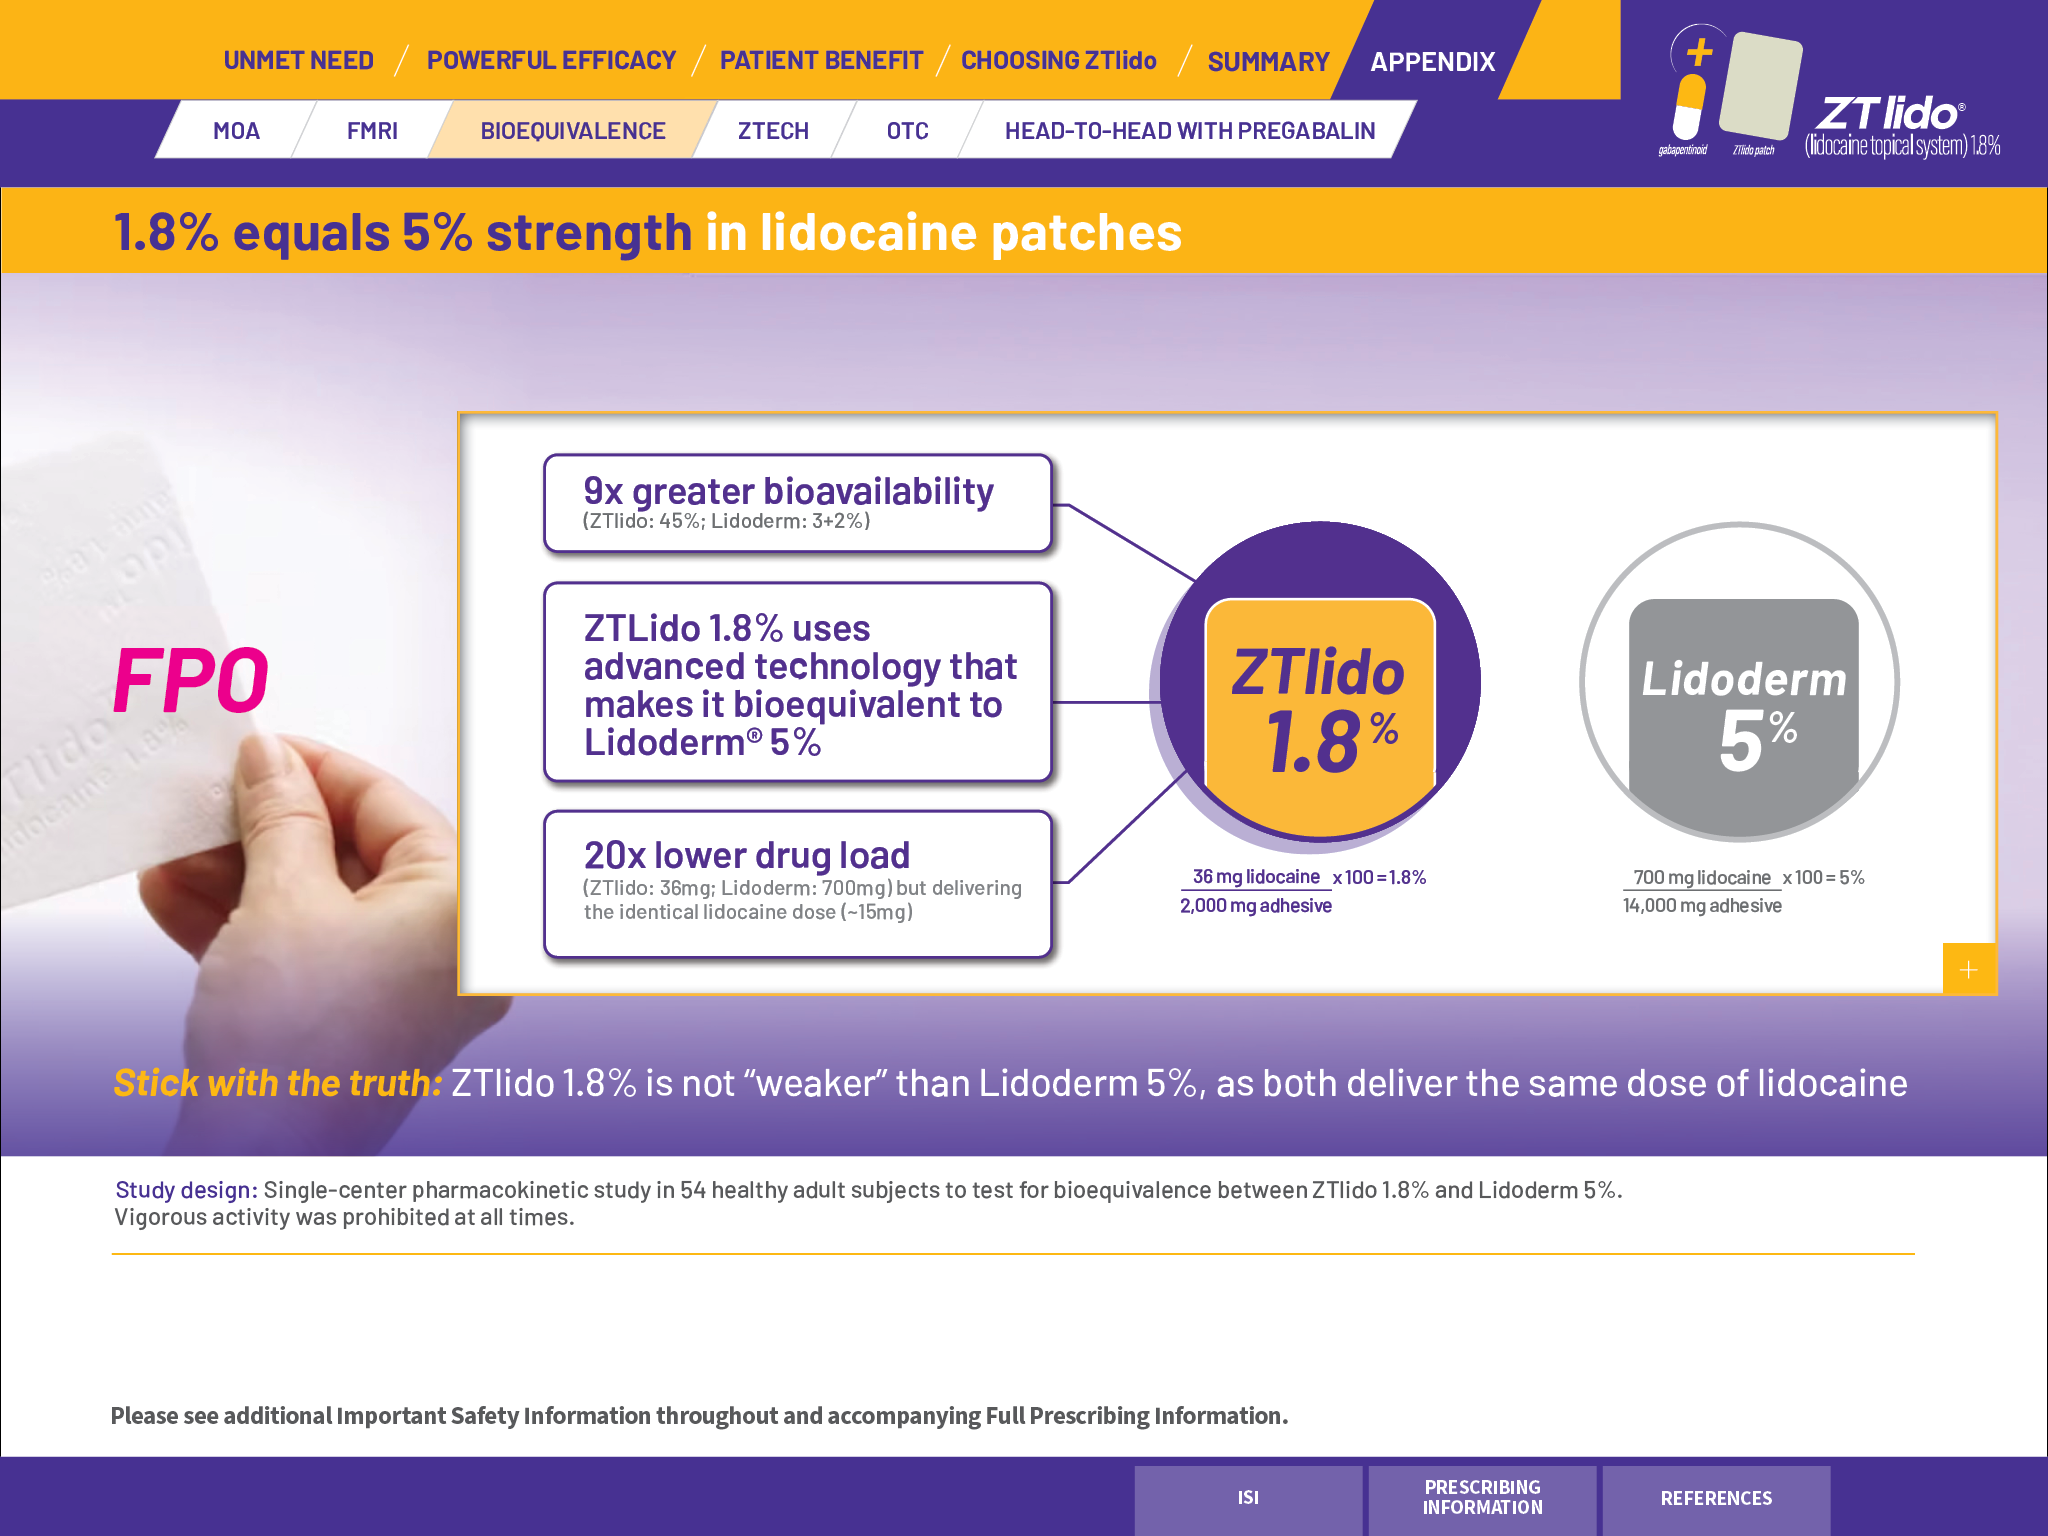 UNMET NEED / POWERFUL EFFICACY / PATIENT BENEFIT / CHOOSING ZTlido / SUMMARY APPENDIX
MOA FMRI BIOEQUIVALENCE ZTECH OTC HEAD-TO-HEAD WITH PREGABALIN
gabapentinoid
ZTlido patch
ZTlido®
(lidocaine topical system) 1.8%
1.8% equals 5% strength in lidocaine patches
9x greater bioavailability
(ZTlido: 45%; Lidoderm: 3+2%)
ZTLido 1.8% uses
advanced technology that
makes it bioequivalent to
Lidoderm® 5%
20x lower drug load
(ZTlido: 36mg; Lidoderm: 700mg) but delivering
the identical lidocaine dose (~15mg)
ZTlido
1.8%
36 mg lidocaine x 100 = 1.8%
2,000 mg adhesive
Lidoderm
5%
700 mg lidocaine x 100 = 5%
14,000 mg adhesive
+
FPO
Tlido
lidocaine 1.8%
Stick with the truth: ZTlido 1.8% is not “weaker” than Lidoderm 5%, as both deliver the same dose of lidocaine
Study design: Single-center pharmacokinetic study in 54 healthy adult subjects to test for bioequivalence between ZTlido 1.8% and Lidoderm 5%.
Vigorous activity was prohibited at all times.
Please see additional Important Safety Information throughout and accompanying Full Prescribing Information.
ISI
PRESCRIBING
INFORMATION
REFERENCES